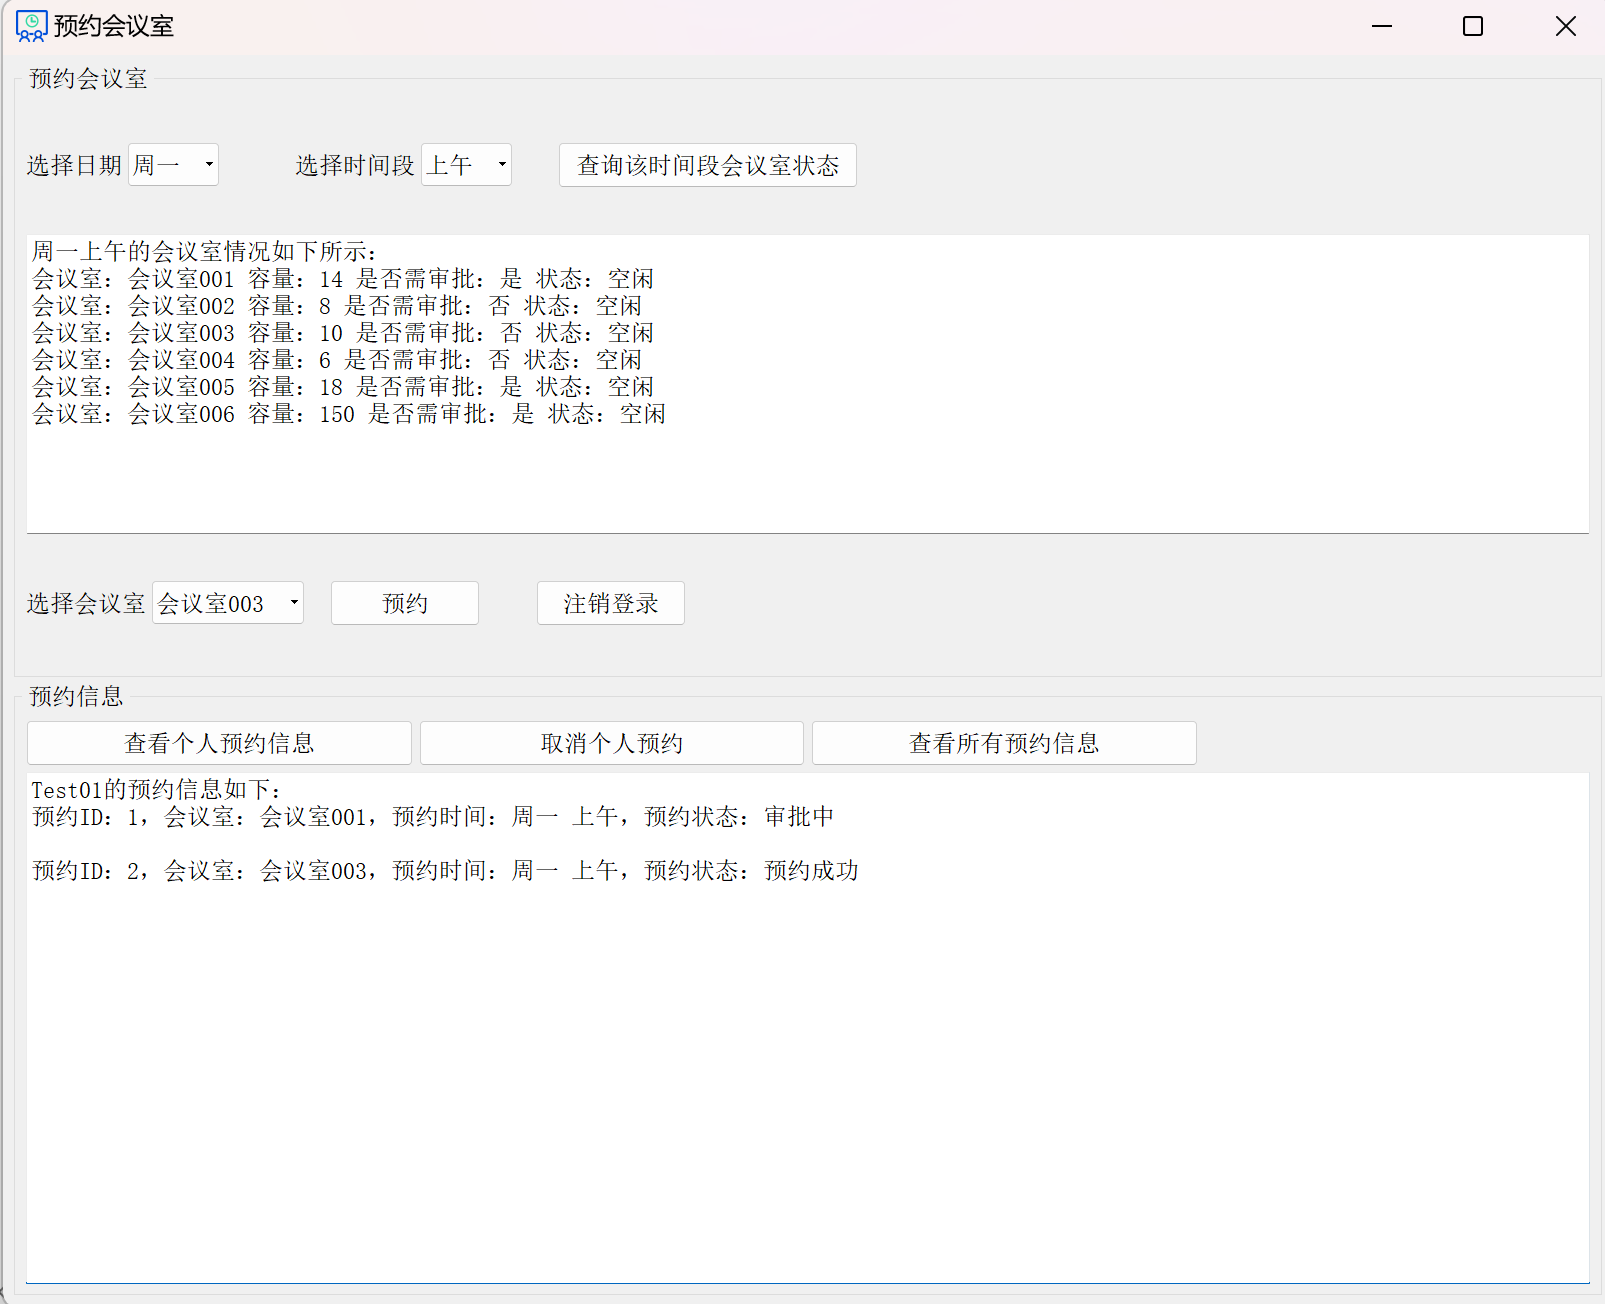 预约会议室
预约会议室
选择日期 周一 选择时间段 上午 查询该时间段会议室状态
周一上午的会议室情况如下所示：
会议室：会议室001 容量：14 是否需审批：是 状态：空闲
会议室：会议室002 容量：8 是否需审批：否 状态：空闲
会议室：会议室003 容量：10 是否需审批：否 状态：空闲
会议室：会议室004 容量：6 是否需审批：否 状态：空闲
会议室：会议室005 容量：18 是否需审批：是 状态：空闲
会议室：会议室006 容量：150 是否需审批：是 状态：空闲
选择会议室 会议室003 预约 注销登录
预约信息
查看个人预约信息 取消个人预约 查看所有预约信息
Test01的预约信息如下：
预约ID：1，会议室：会议室001，预约时间：周一 上午，预约状态：审批中
预约ID：2，会议室：会议室003，预约时间：周一 上午，预约状态：预约成功